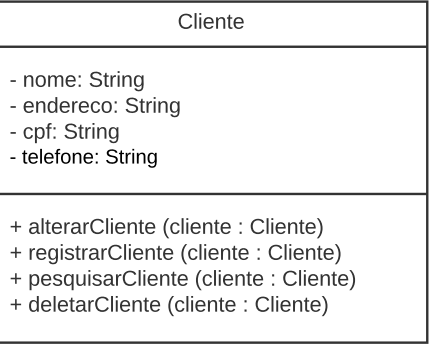 Cliente
- nome: String
- endereco: String
- cpf: String
- telefone: String
+ alterarCliente (cliente : Cliente)
+ registrarCliente (cliente : Cliente)
+ pesquisarCliente (cliente : Cliente)
+ deletarCliente (cliente : Cliente)